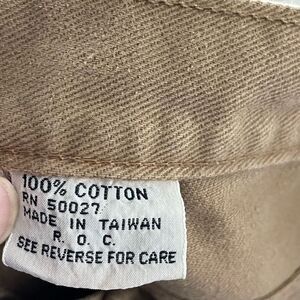 100% COTTON
RN 50027
MADE IN TAIWAN
R. O. C.
SEE REVERSE FOR CARE